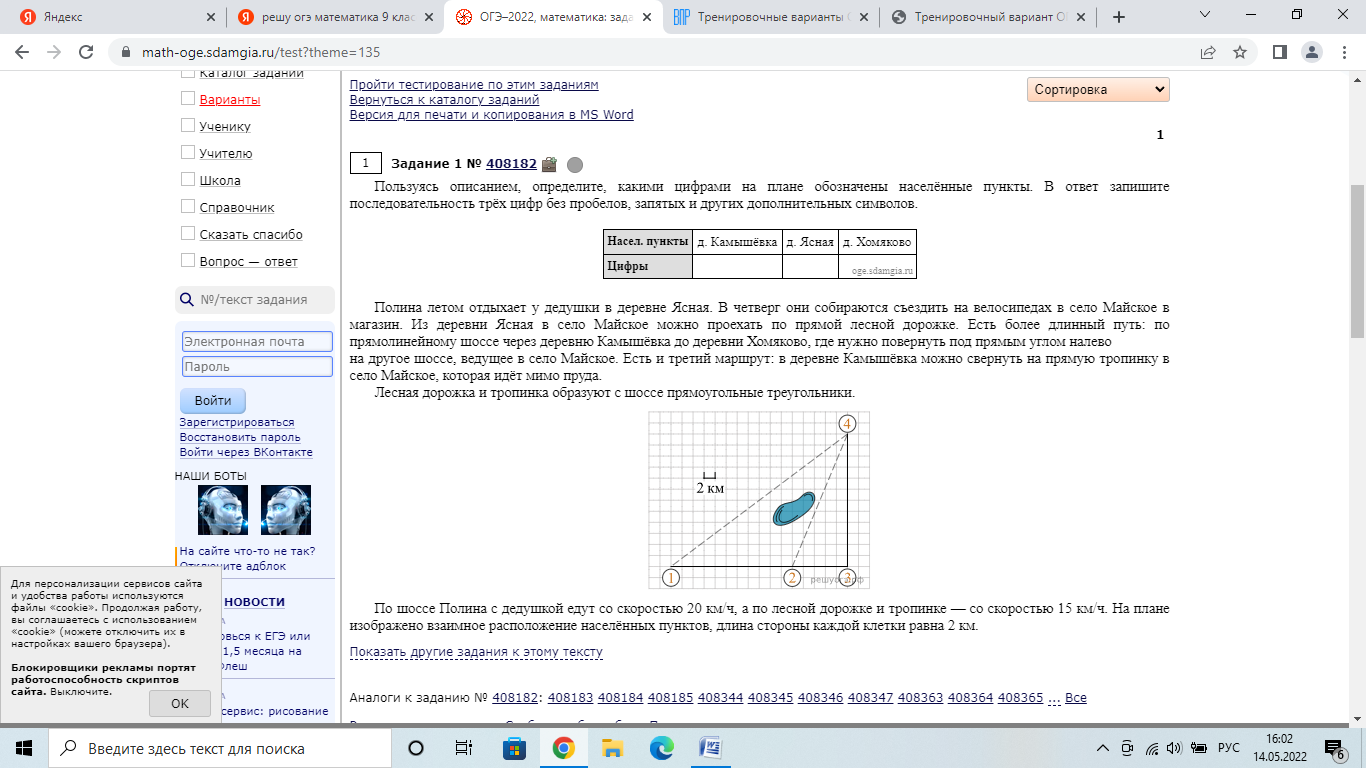 Яндекс
решу огэ математика 9 клас
ОГЭ–2022, математика: зада
Тренировочные варианты
Тренировочный вариант
math-oge.sdamgia.ru/test?theme=135
Каталог заданий
Варианты
Ученику
Учителю
Школа
Справочник
Сказать спасибо
Вопрос — ответ
№/текст задания
Электронная почта
Пароль
Войти
Зарегистрироваться
Восстановить пароль
Войти через ВКонтакте
НАШИ БОТЫ
На сайте что-то не так?
Отключите адблок
НОВОСТИ
овься к ЕГЭ или
1,5 месяца на
сервис: рисование
Для персонализации сервисов сайта
и удобства работы используются
файлы «cookie». Продолжая работу,
вы соглашаетесь с использованием
«cookie» (можете отключить их в
настройках вашего браузера).
Блокировщики рекламы портят
работоспособность скриптов
сайта. Выключите.
OK
Пройти тестирование по этим заданиям
Вернуться к каталогу заданий
Версия для печати и копирования в MS Word
Сортировка
1
1 Задание 1 № 408182
Пользуясь описанием, определите, какими цифрами на плане обозначены населённые пункты. В ответ запишите
последовательность трёх цифр без пробелов, запятых и других дополнительных символов.
Насел. пункты д. Камышёвка д. Ясная д. Хомяково
Цифры
oge.sdamgia.ru
Полина летом отдыхает у дедушки в деревне Ясная. В четверг они собираются съездить на велосипедах в село Майское в
магазин. Из деревни Ясная в село Майское можно проехать по прямой лесной дорожке. Есть более длинный путь: по
прямолинейному шоссе через деревню Камышёвка до деревни Хомяково, где нужно повернуть под прямым углом налево
на другое шоссе, ведущее в село Майское. Есть и третий маршрут: в деревне Камышёвка можно свернуть на прямую тропинку в
село Майское, которая идёт мимо пруда.
Лесная дорожка и тропинка образуют с шоссе прямоугольные треугольники.
4
2 км
1
2
3
По шоссе Полина с дедушкой едут со скоростью 20 км/ч, а по лесной дорожке и тропинке — со скоростью 15 км/ч. На плане
изображено взаимное расположение населённых пунктов, длина стороны каждой клетки равна 2 км.
Показать другие задания к этому тексту
Аналоги к заданию № 408182: 408183 408184 408185 408344 408345 408346 408347 408363 408364 408365 ... Все
Введите здесь текст для поиска
РУС
16:02
14.05.2022
6